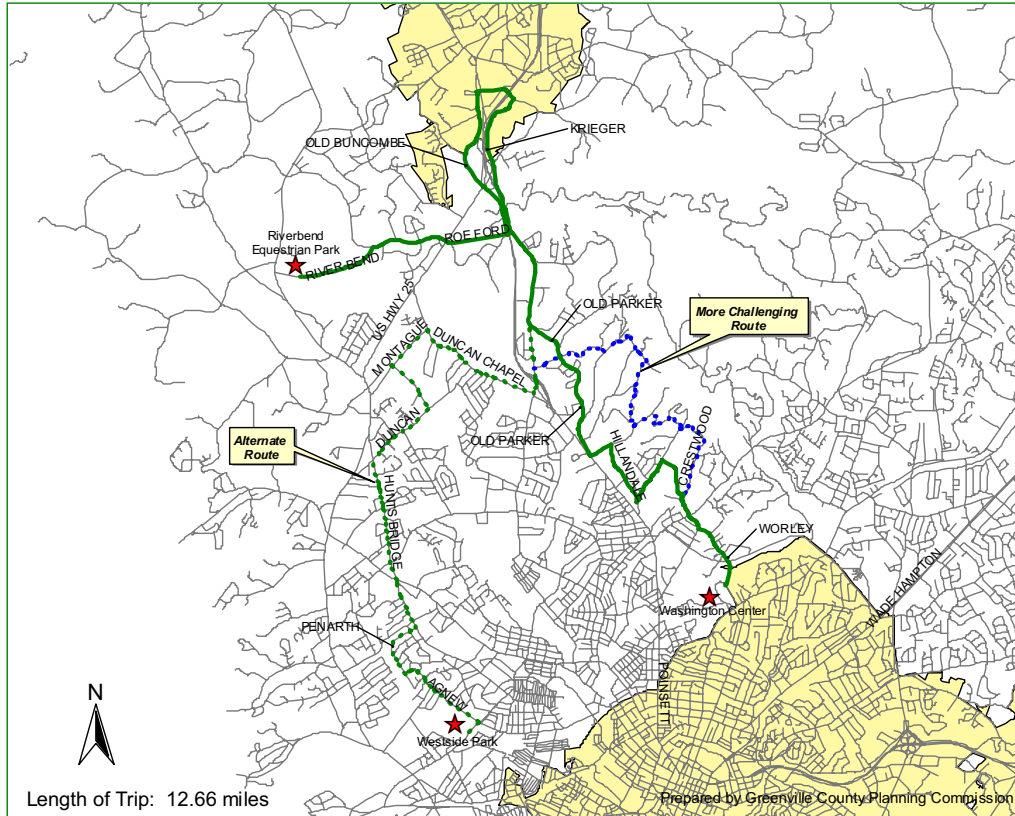 KRIEGER
OLD BUNCOMBE
ROE FORD
Riverbend
Equestrian Park
RIVER BEND
US HWY 25
OLD PARKER
More Challenging
Route
MONTAGUE
DUNCAN CHAPEL
Alternate
Route
DUNCAN
OLD PARKER
HILLANDALE
CRESTWOOD
HUNTS BRIDGE
WORLEY
Washington Center
WADE HAMPTON
PENARTH
POINSETT
AGNEW
Westside Park
N
Length of Trip: 12.66 miles
Prepared by Greenville County Planning Commission